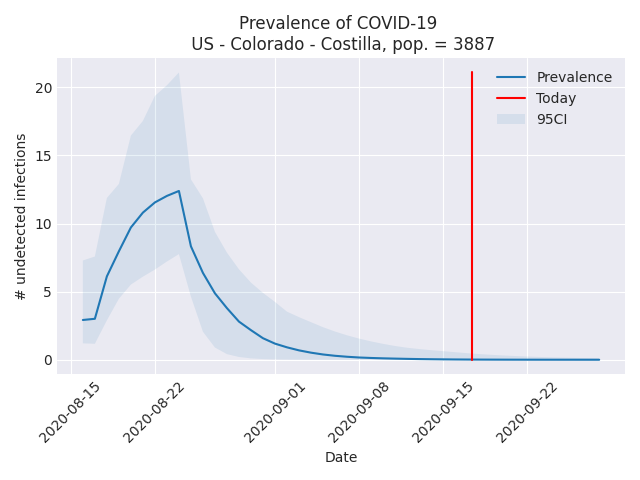 Prevalence of COVID-19
US - Colorado - Costilla, pop. = 3887
Prevalence
Today
95CI
# undetected infections
20
15
10
5
0
2020-08-15
2020-08-22
2020-09-01
2020-09-08
2020-09-15
2020-09-22
Date